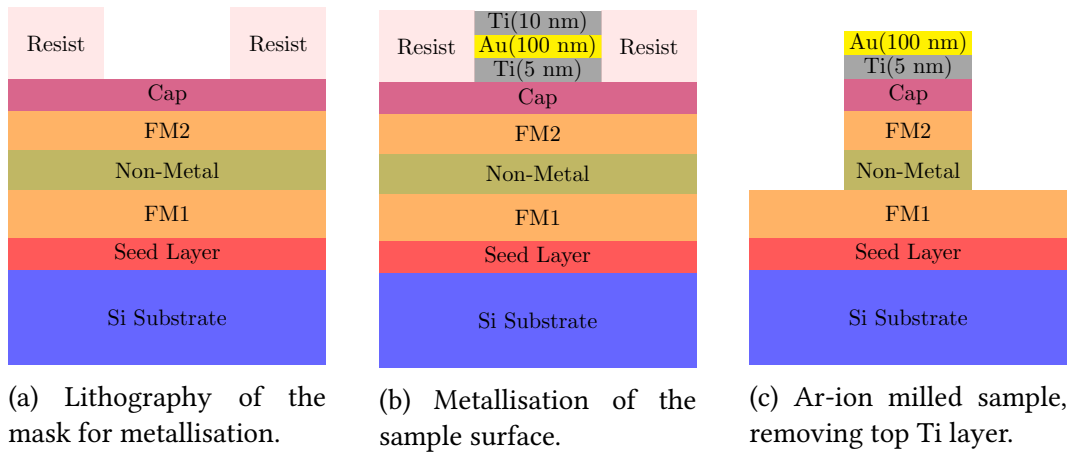 Resist
Resist
Cap
FM2
Non-Metal
FM1
Seed Layer
Si Substrate
(a) Lithography of the
mask for metallisation.
Resist
Ti(10 nm)
Au(100 nm)
Ti(5 nm)
Resist
Cap
FM2
Non-Metal
FM1
Seed Layer
Si Substrate
(b) Metallisation of the
sample surface.
Au(100 nm)
Ti(5 nm)
Cap
FM2
Non-Metal
FM1
Seed Layer
Si Substrate
(c) Ar-ion milled sample,
removing top Ti layer.